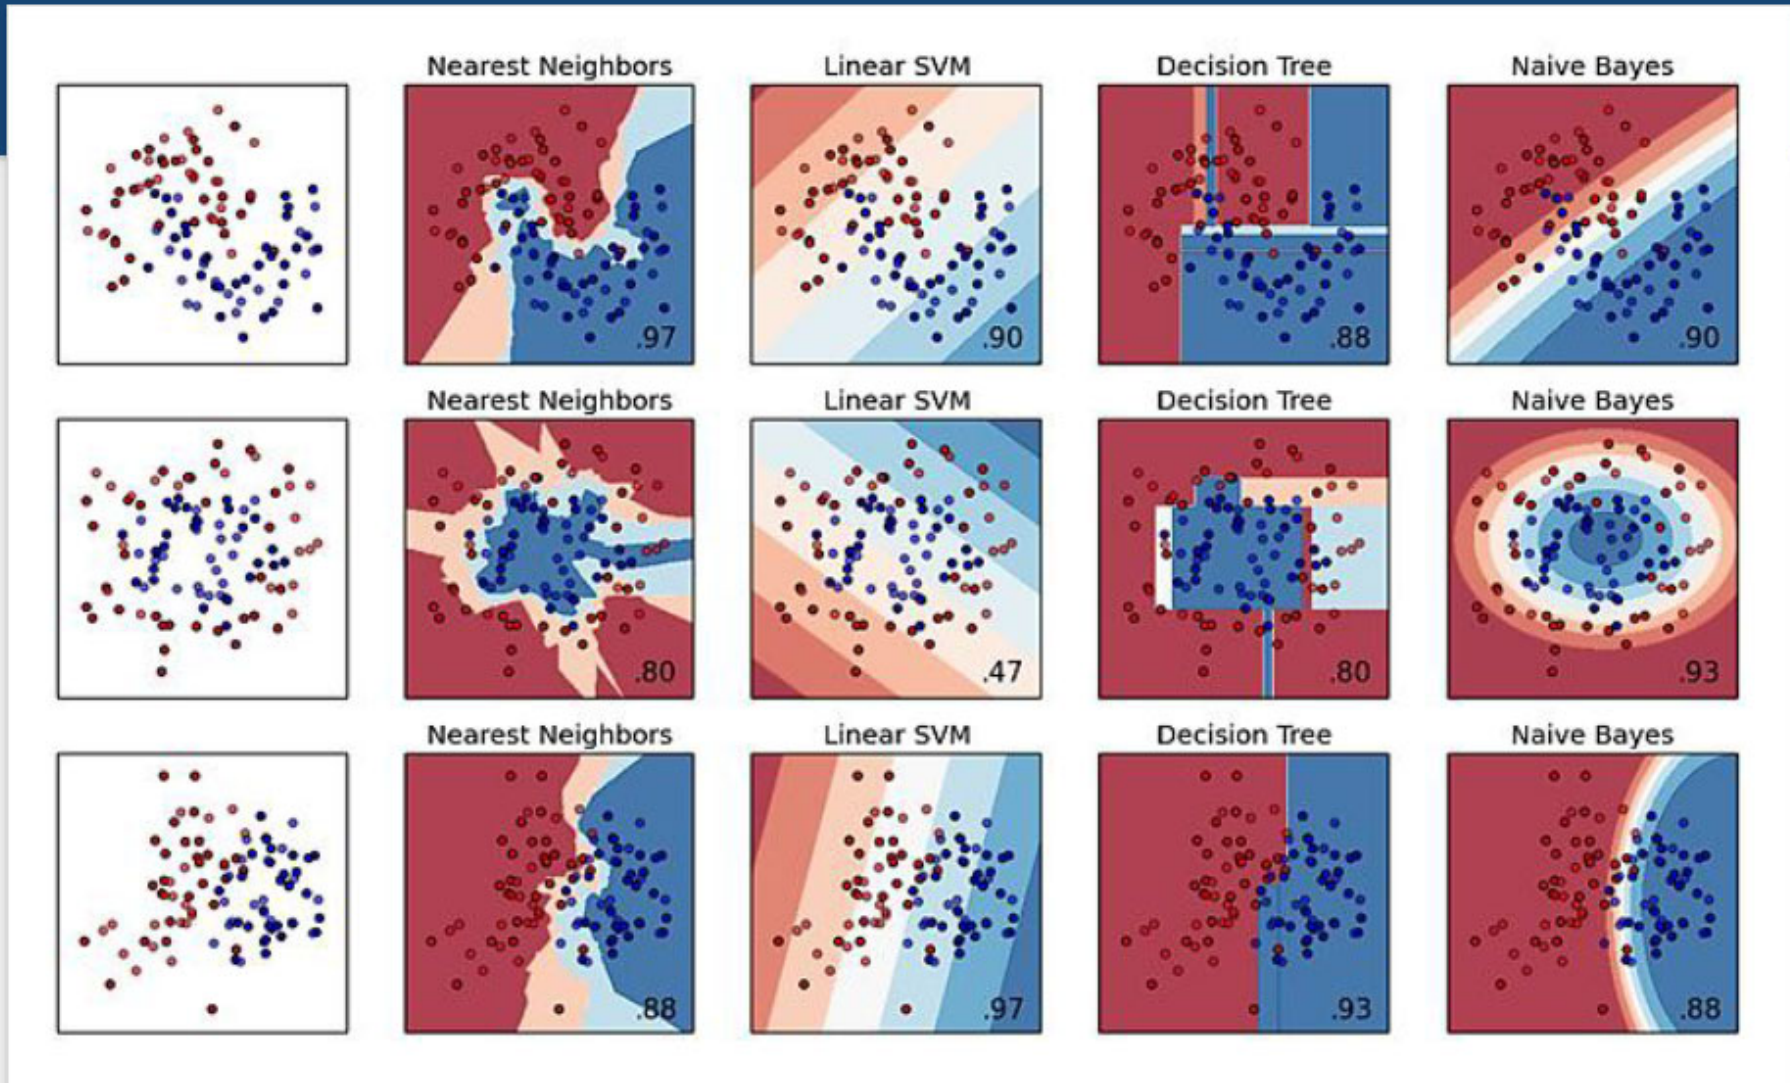 Nearest Neighbors
Linear SVM
Decision Tree
Naive Bayes
.97
.90
.88
.90
Nearest Neighbors
Linear SVM
Decision Tree
Naive Bayes
.80
.47
.80
.93
Nearest Neighbors
Linear SVM
Decision Tree
Naive Bayes
.88
.97
.93
.88